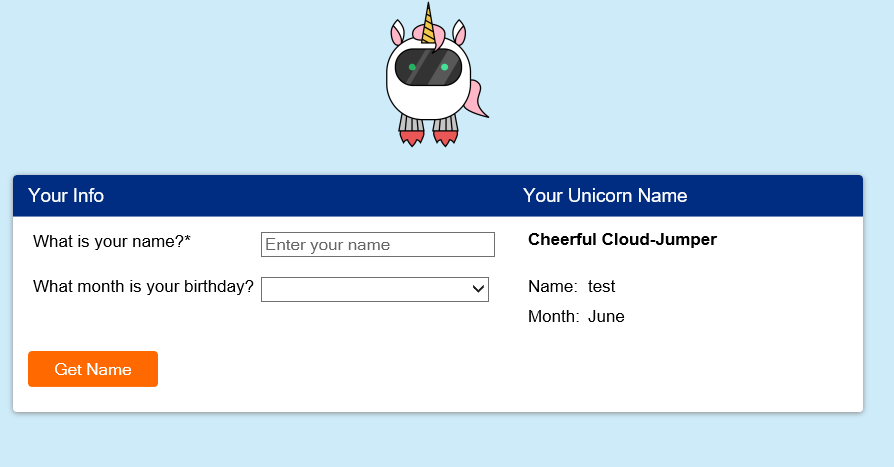 Your Info
Your Unicorn Name
What is your name?*
Enter your name
Cheerful Cloud-Jumper
What month is your birthday?
Name: test
Month: June
Get Name